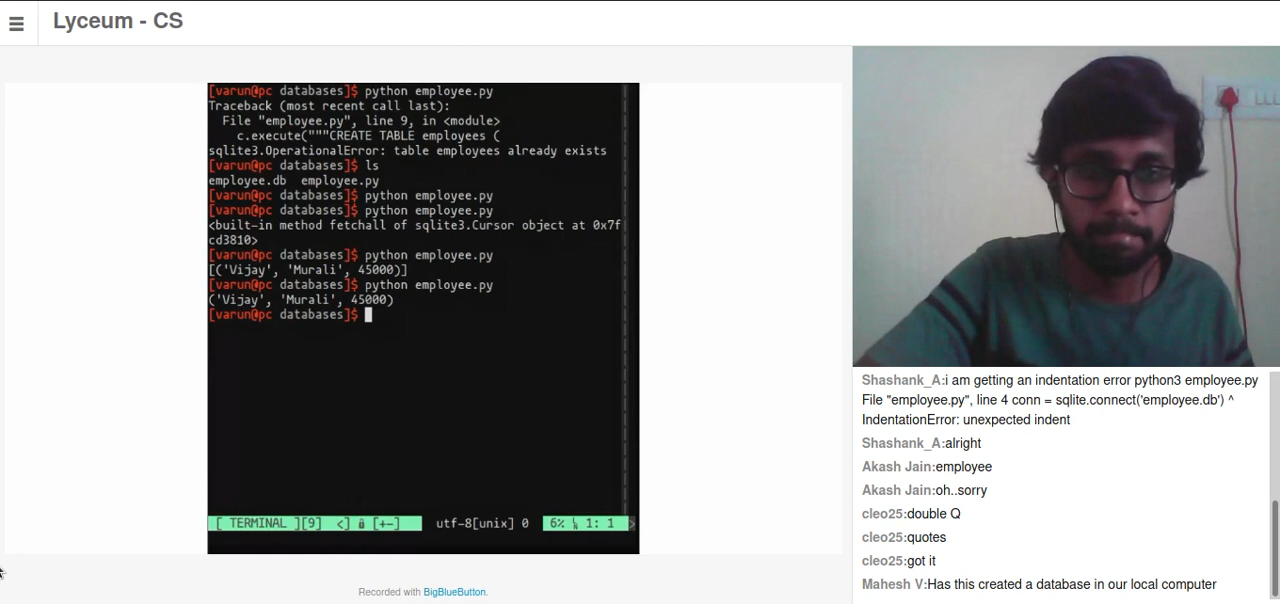 Lyceum - CS
[varun@pc databases]$ python employee.py
Traceback (most recent call last):
File "employee.py", line 9, in <module>
c.execute("""CREATE TABLE employees (
sqlite3.OperationalError: table employees already exists
[varun@pc databases]$ ls
employee.db employee.py
[varun@pc databases]$ python employee.py
[varun@pc databases]$ python employee.py
<built-in method fetchall of sqlite3.Cursor object at 0x7f
cd3810>
[varun@pc databases]$ python employee.py
[('Vijay', 'Murali', 45000)]
[varun@pc databases]$ python employee.py
('Vijay', 'Murali', 45000)
[varun@pc databases]$
[ TERMINAL ][9] <] [+-] utf-8[unix] 0 6% 1: 1
Recorded with BigBlueButton.
Shashank_A:i am getting an indentation error python3 employee.py
File "employee.py", line 4 conn = sqlite.connect('employee.db') ^
IndentationError: unexpected indent
Shashank_A:alright
Akash Jain:employee
Akash Jain:oh..sorry
cleo25:double Q
cleo25:quotes
cleo25:got it
Mahesh V:Has this created a database in our local computer